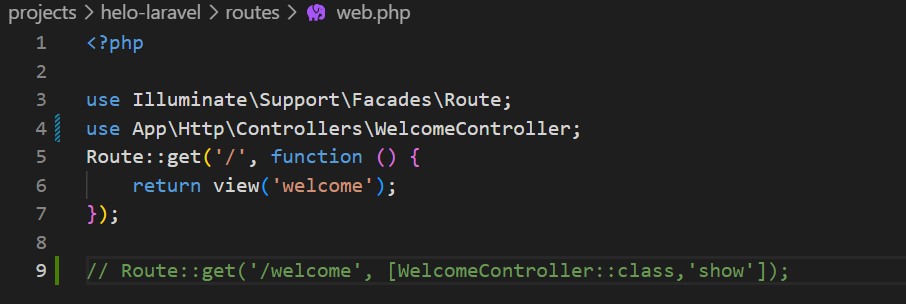 projects > helo-laravel > routes > web.php
1 <?php
2
3 use Illuminate\Support\Facades\Route;
4 use App\Http\Controllers\WelcomeController;
5 Route::get('/', function () {
6     return view('welcome');
7 });
8
9 // Route::get('/welcome', [WelcomeController::class,'show']);